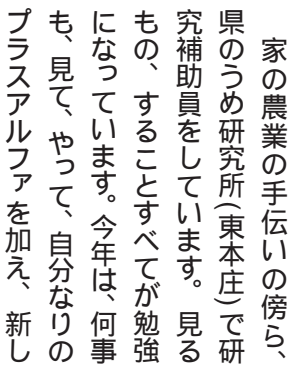 家の農業の手伝いの傍ら、
県のうめ研究所(東本庄)で研
究補助員をしています。見る
もの、することすべてが勉強
になっています。今年は、何事
も、見て、やって、自分なりの
プラスアルファを加え、新し